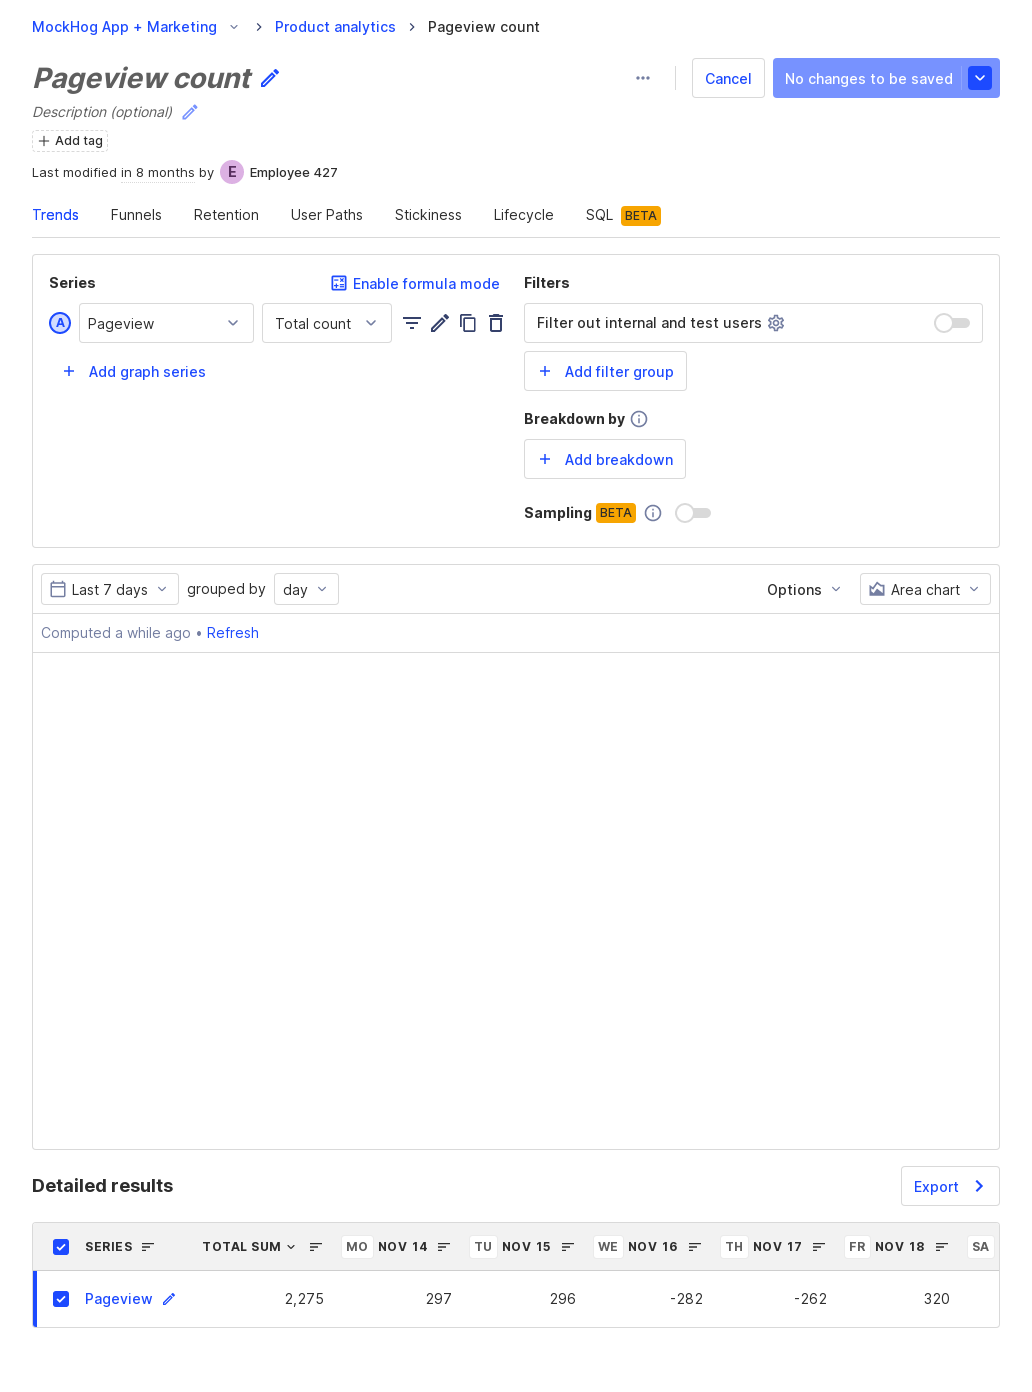 MockHog App + Marketing Product analytics Pageview count
Pageview count
Cancel No changes to be saved
Description (optional)
Add tag
Last modified in 8 months by E Employee 427
Trends Funnels Retention User Paths Stickiness Lifecycle SQL BETA
Series Enable formula mode Filters
A Pageview Total count Filter out internal and test users
Add graph series Add filter group
Breakdown by
Add breakdown
Sampling BETA
Last 7 days grouped by day Options Area chart
Computed a while ago • Refresh
Detailed results Export
SERIES TOTAL SUM MO NOV 14 TU NOV 15 WE NOV 16 TH NOV 17 FR NOV 18 SA
Pageview 2,275 297 296 -282 -262 320